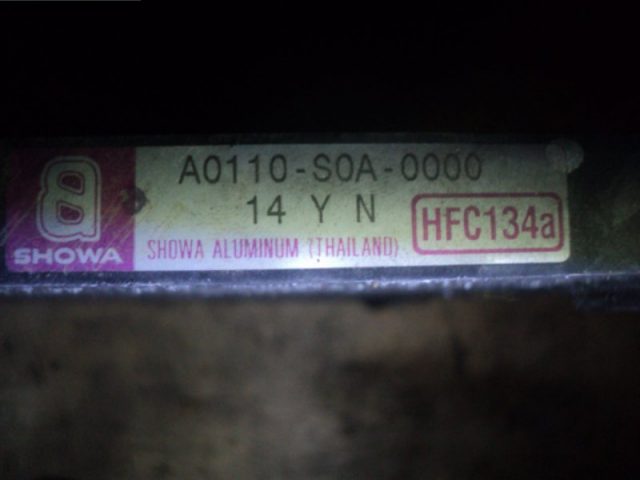 SHOWA
A0110-S0A-0000
14 Y N
SHOWA ALUMINUM (THAILAND)
HFC134a